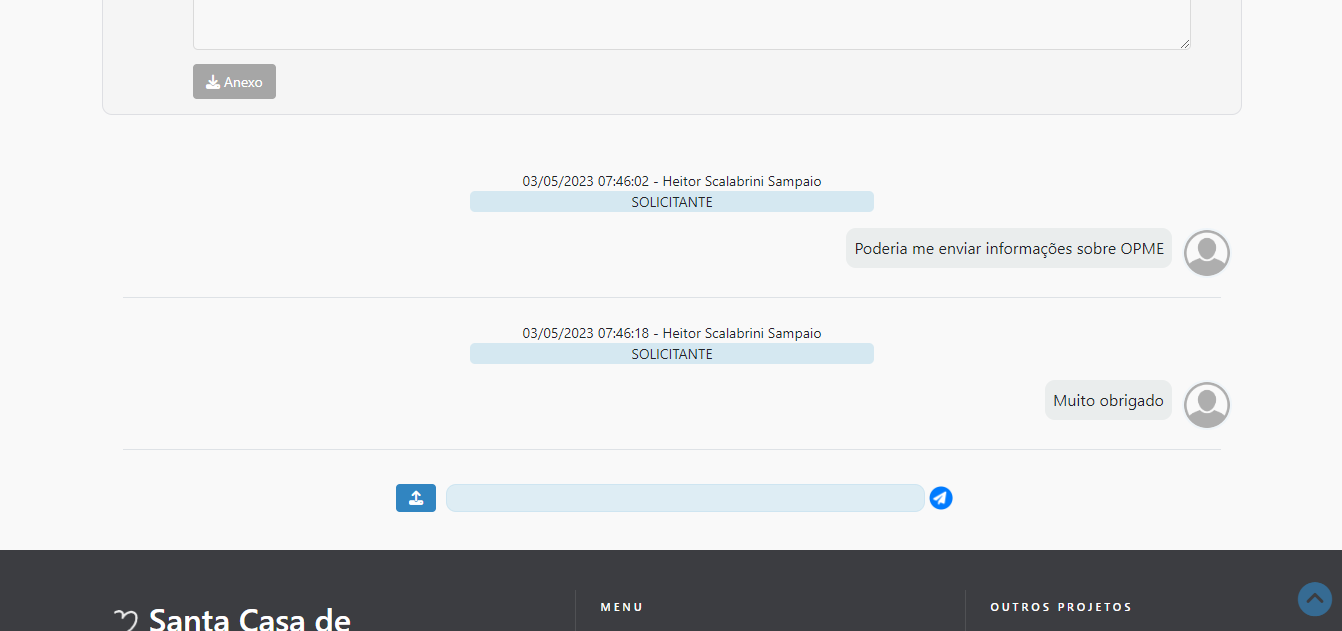 Anexo
03/05/2023 07:46:02 - Heitor Scalabrini Sampaio
SOLICITANTE
Poderia me enviar informações sobre OPME
03/05/2023 07:46:18 - Heitor Scalabrini Sampaio
SOLICITANTE
Muito obrigado
Santa Casa de
MENU
OUTROS PROJETOS